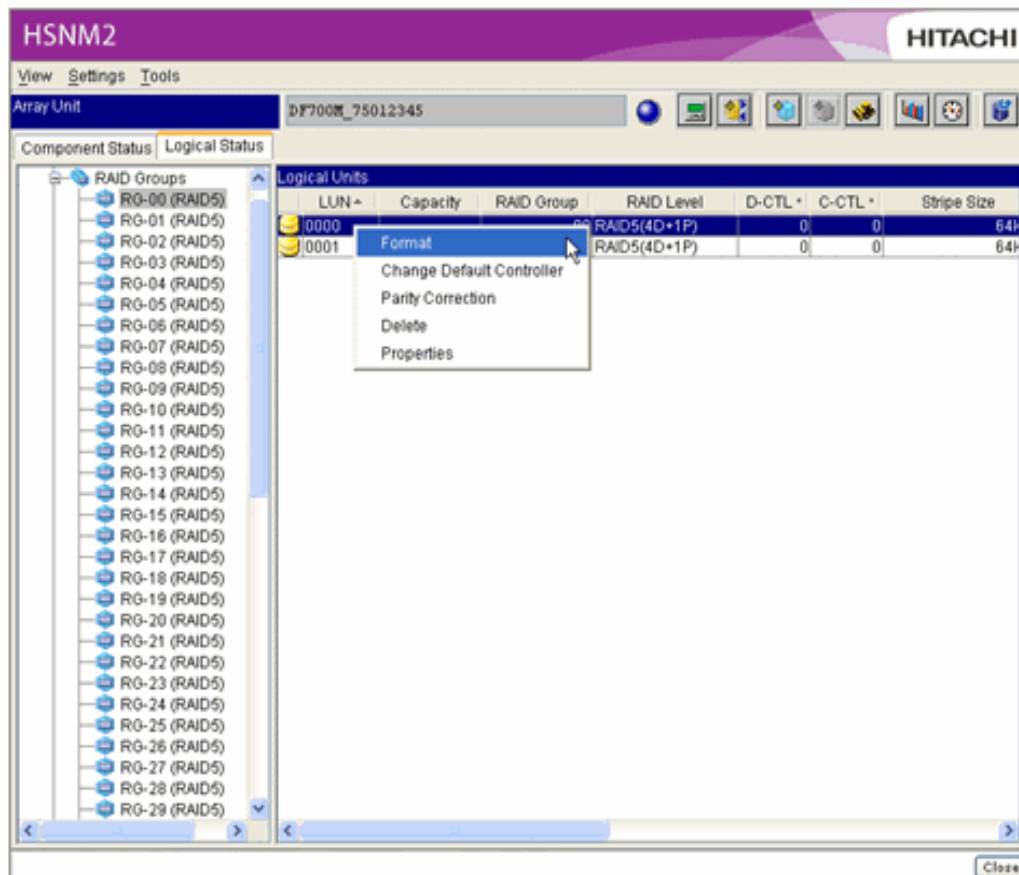 HSNM2
HITACHI
View Settings Tools
Array Unit
DF700M_75012345
Component Status Logical Status
RAID Groups
RG-00 (RAID5)
RG-01 (RAID5)
RG-02 (RAID5)
RG-03 (RAID5)
RG-04 (RAID5)
RG-05 (RAID5)
RG-06 (RAID5)
RG-07 (RAID5)
RG-08 (RAID5)
RG-09 (RAID5)
RG-10 (RAID5)
RG-11 (RAID5)
RG-12 (RAID5)
RG-13 (RAID5)
RG-14 (RAID5)
RG-15 (RAID5)
RG-16 (RAID5)
RG-17 (RAID5)
RG-18 (RAID5)
RG-19 (RAID5)
RG-20 (RAID5)
RG-21 (RAID5)
RG-22 (RAID5)
RG-23 (RAID5)
RG-24 (RAID5)
RG-25 (RAID5)
RG-26 (RAID5)
RG-27 (RAID5)
RG-28 (RAID5)
RG-29 (RAID5)
Logical Units
LUN Capacity RAID Group RAID Level D-CTL * C-CTL * Stripe Size
0000 RAID5(4D+1P) 0 0
0001 RAID5(4D+1P) 0 0
Format
Change Default Controller
Parity Correction
Delete
Properties
Close